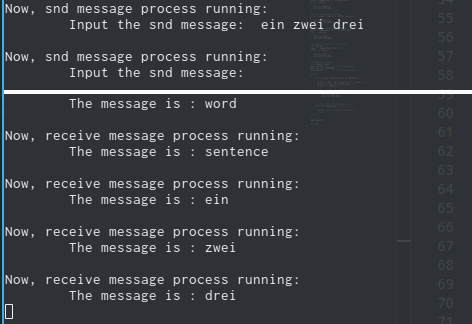 Now, snd message process running:
Input the snd message:  ein zwei drei
Now, snd message process running:
Input the snd message:
The message is : word
Now, receive message process running:
The message is : sentence
Now, receive message process running:
The message is : ein
Now, receive message process running:
The message is : zwei
Now, receive message process running:
The message is : drei
55
56
57
58
60
61
62
63
64
65
66
67
68
69
70